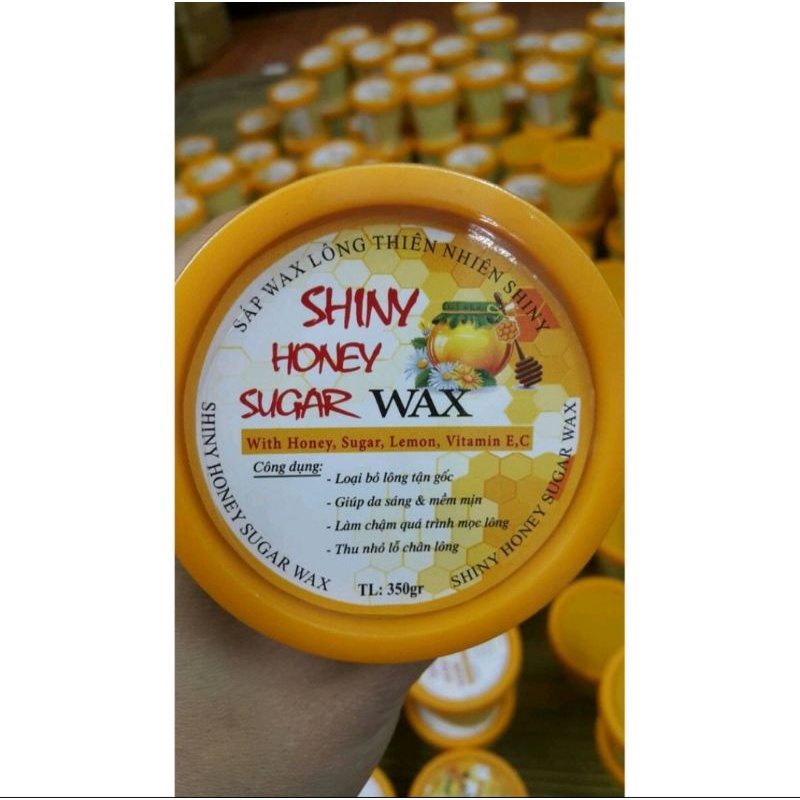 SÁP WAX LÔNG THIÊN NHIÊN SHINY
SHINY
HONEY
SUGAR WAX
With Honey, Sugar, Lemon, Vitamin E,C
Công dụng:
- Loại bỏ lông tận gốc
- Giúp da sáng & mềm mịn
- Làm chậm quá trình mọc lông
- Thu nhỏ lỗ chân lông
TL: 350gr
SHINY HONEY SUGAR WAX
SHINY HONEY SUGAR WAX